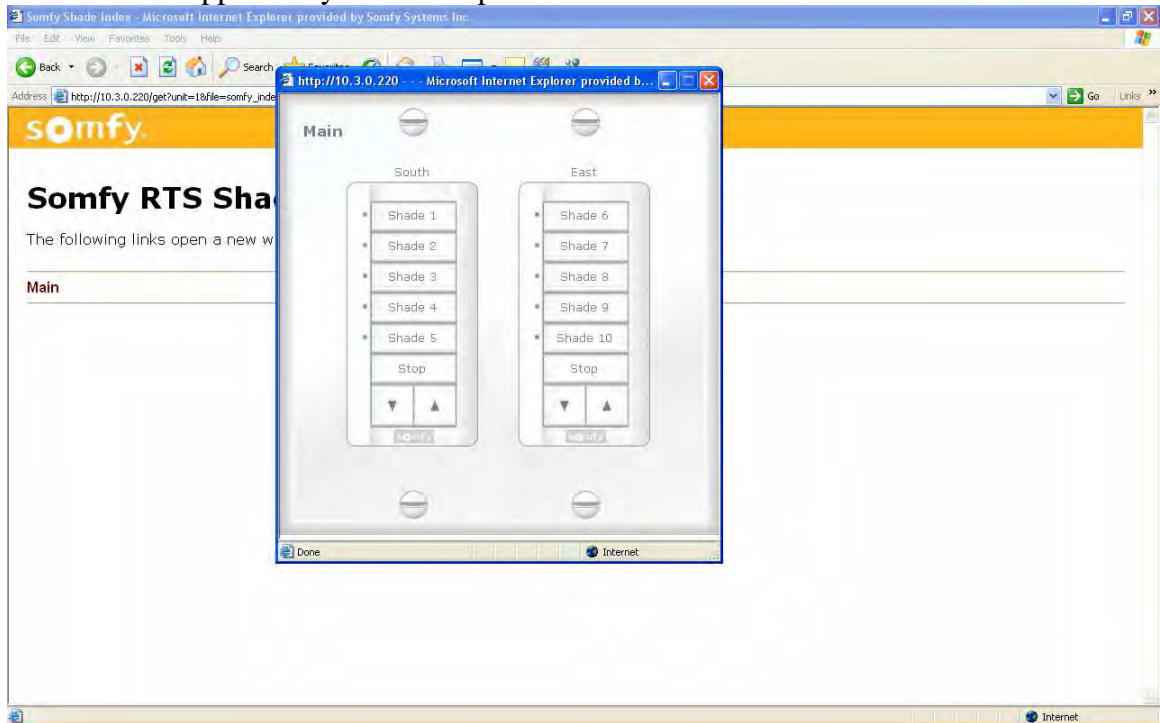 Somfy Shade Index - Microsoft Internet Explorer provided by Somfy Systems Inc.
File Edit View Favorites Tools Help
Back Search
Address http://10.3.0.220/get?unit=1&file=somfy_inde Go Links »
somfy.
Somfy RTS Sha
The following links open a new w
Main
http://10.3.0.220 - - - Microsoft Internet Explorer provided b...
Main
South
Shade 1
Shade 2
Shade 3
Shade 4
Shade 5
Stop
somfy
East
Shade 6
Shade 7
Shade 8
Shade 9
Shade 10
Stop
somfy
Done Internet
Internet